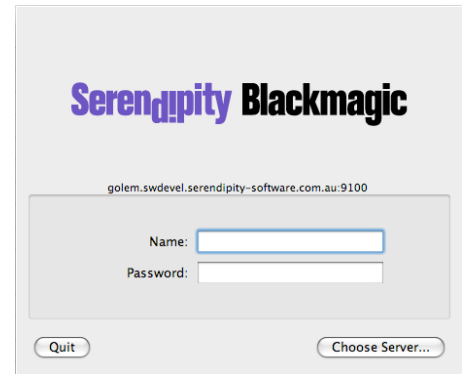 Serendipity Blackmagic
golem.swdevel.serendipity-software.com.au:9100
Name:
Password:
Quit
Choose Server...